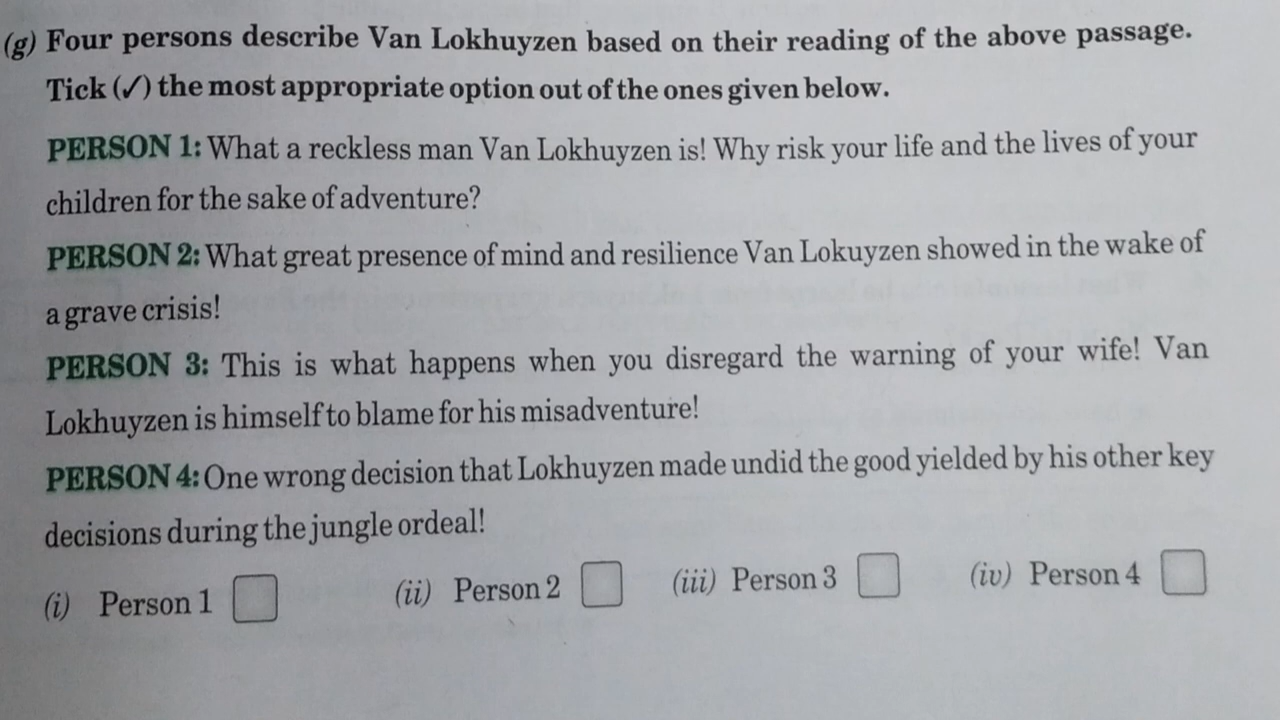 (g) Four persons describe Van Lokhuyzen based on their reading of the above passage.
Tick (✓) the most appropriate option out of the ones given below.
PERSON 1: What a reckless man Van Lokhuyzen is! Why risk your life and the lives of your
children for the sake of adventure?
PERSON 2: What great presence of mind and resilience Van Lokuyzen showed in the wake of
a grave crisis!
PERSON 3: This is what happens when you disregard the warning of your wife! Van
Lokhuyzen is himself to blame for his misadventure!
PERSON 4: One wrong decision that Lokhuyzen made undid the good yielded by his other key
decisions during the jungle ordeal!
(i) Person 1 (ii) Person 2 (iii) Person 3 (iv) Person 4